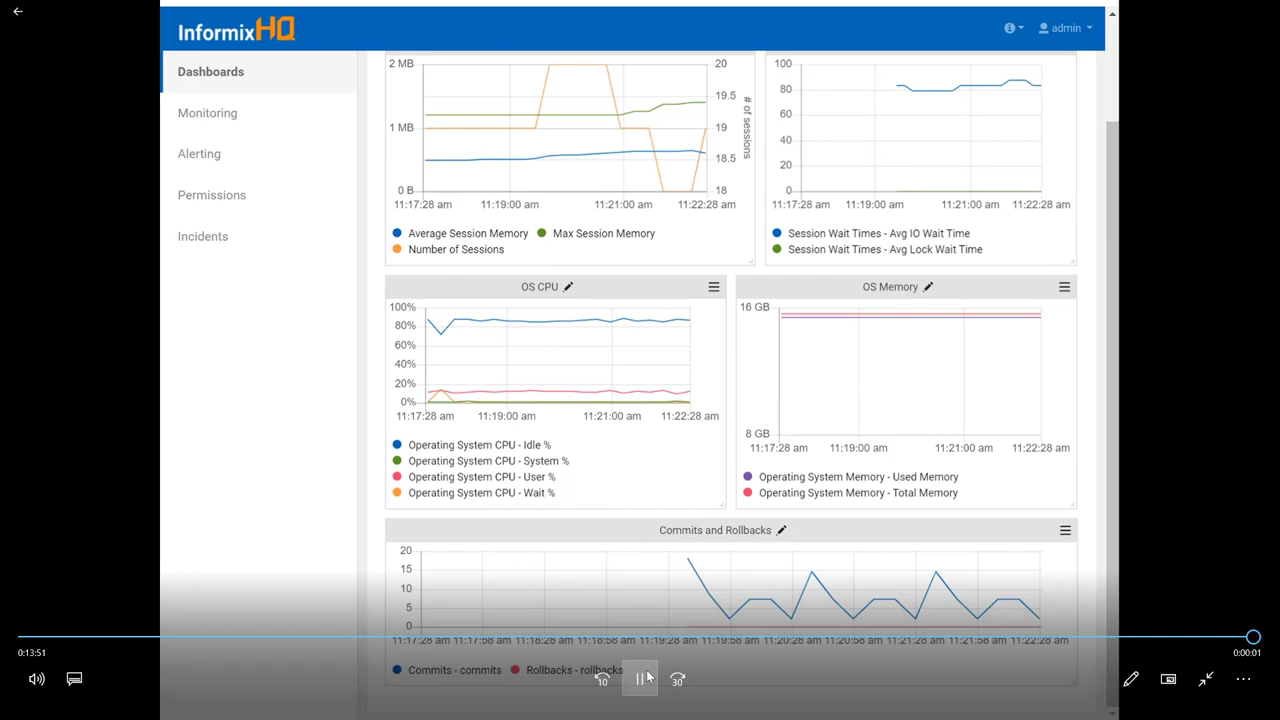 InformixHQ
admin
Dashboards
Monitoring
Alerting
Permissions
Incidents
2 MB
1 MB
0 B
20
19.5
19
18.5
18
# of sessions
11:17:28 am 11:19:00 am 11:21:00 am 11:22:28 am
Average Session Memory Max Session Memory
Number of Sessions
100
80
60
40
20
0
11:17:28 am 11:19:00 am 11:21:00 am 11:22:28 am
Session Wait Times - Avg IO Wait Time
Session Wait Times - Avg Lock Wait Time
OS CPU
100%
80%
60%
40%
20%
0%
11:17:28 am 11:19:00 am 11:21:00 am 11:22:28 am
Operating System CPU - Idle %
Operating System CPU - System %
Operating System CPU - User %
Operating System CPU - Wait %
OS Memory
16 GB
8 GB
11:17:28 am 11:19:00 am 11:21:00 am 11:22:28 am
Operating System Memory - Used Memory
Operating System Memory - Total Memory
Commits and Rollbacks
20
15
10
5
0
11:17:28 am 11:17:58 am 11:18:28 am 11:18:58 am 11:19:28 am 11:19:58 am 11:20:28 am 11:20:58 am 11:21:28 am 11:21:58 am 11:22:28 am
Commits - commits Rollbacks - rollbacks
0:13:51
0:00:01
10
30